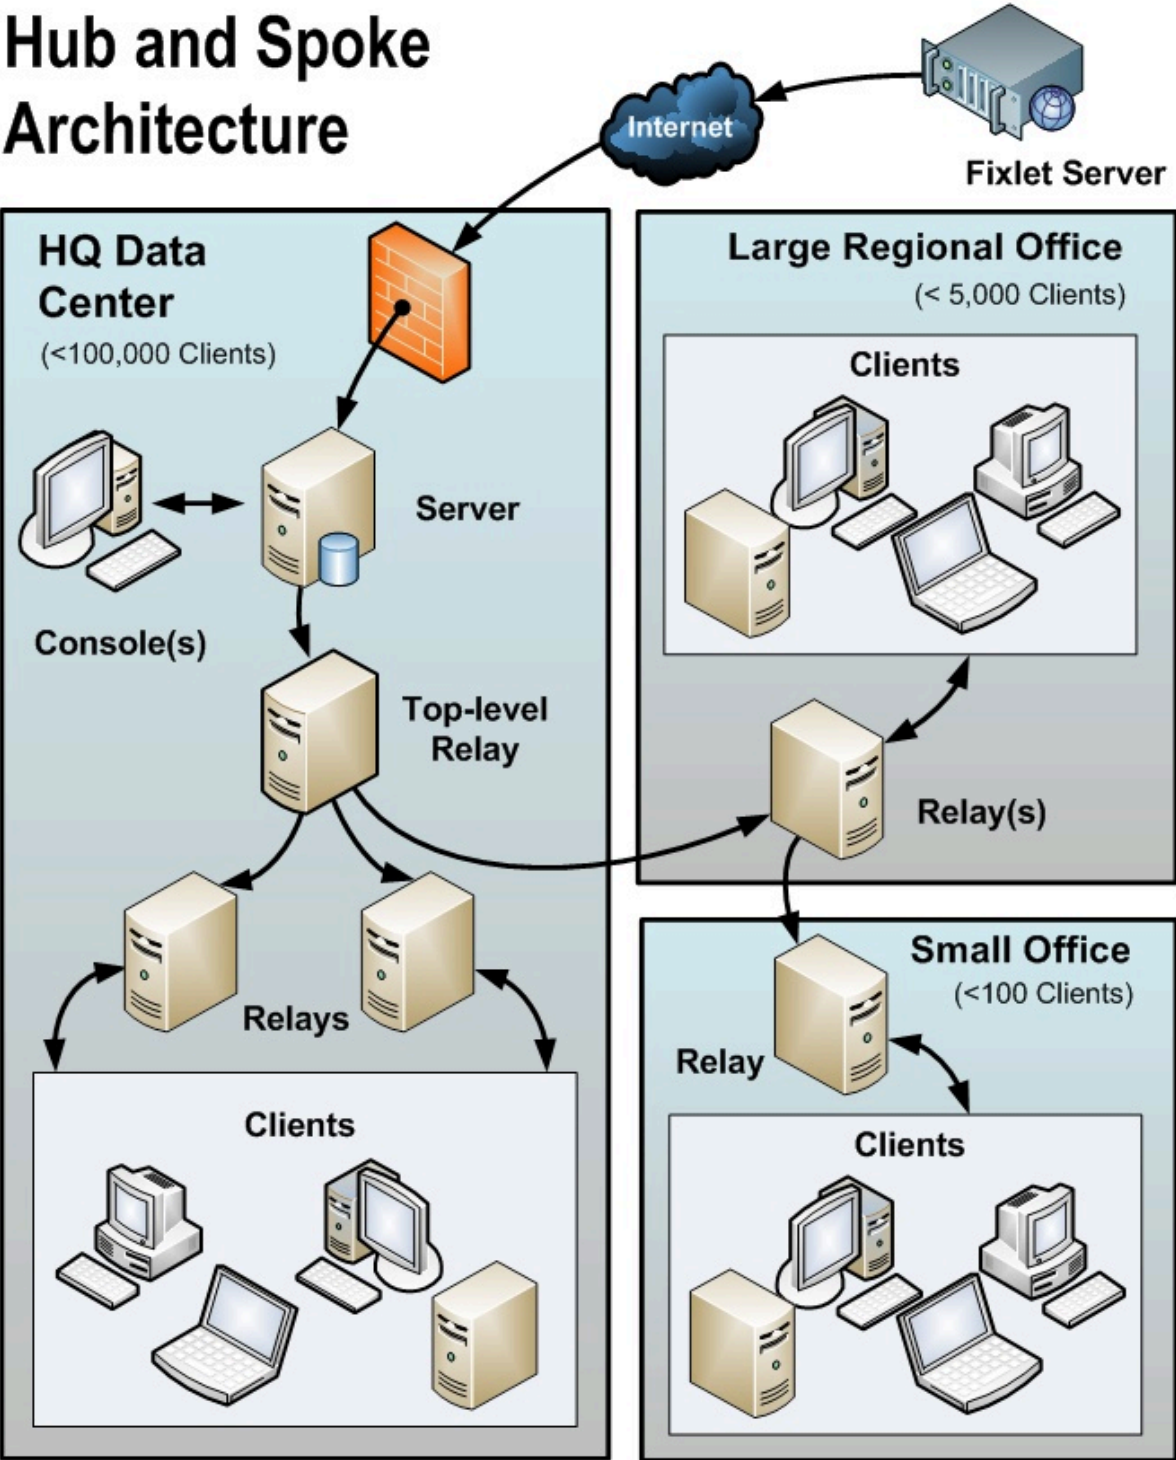 Hub and Spoke
Architecture
Internet
Fixlet Server
HQ Data
Center
(<100,000 Clients)
Server
Console(s)
Top-level
Relay
Relays
Clients
Large Regional Office
(< 5,000 Clients)
Clients
Relay(s)
Small Office
(<100 Clients)
Relay
Clients